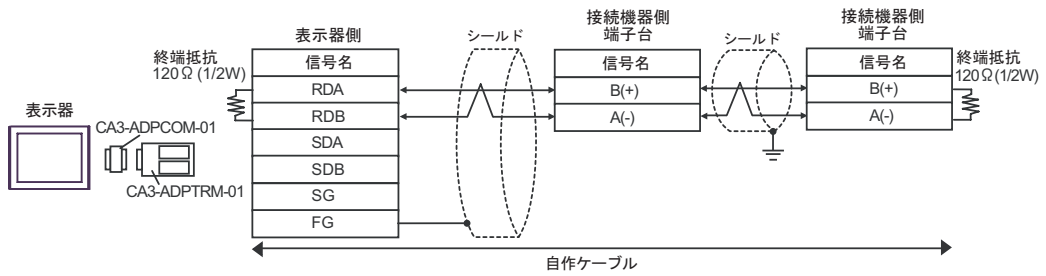 表示器
CA3-ADPCOM-01
CA3-ADPTRM-01
終端抵抗
120Ω(1/2W)
表示器側
信号名
RDA
RDB
SDA
SDB
SG
FG
シールド
接続機器側
端子台
信号名
B(+)
A(-)
シールド
接続機器側
端子台
信号名
B(+)
A(-)
終端抵抗
120Ω(1/2W)
自作ケーブル